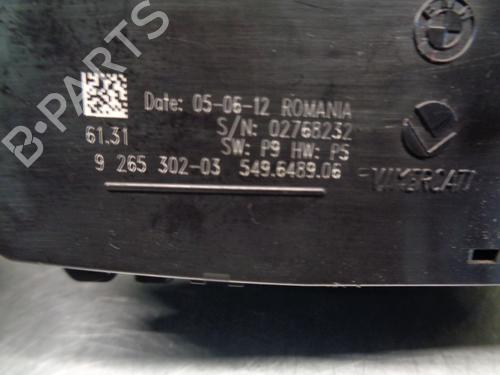 B-PARTS
Date: 05-06-12 ROMANIA
S/N: 02768232
61.31 SW: P9 HW: P5
9 265 302-03 549.6489.06
VIMERCATI